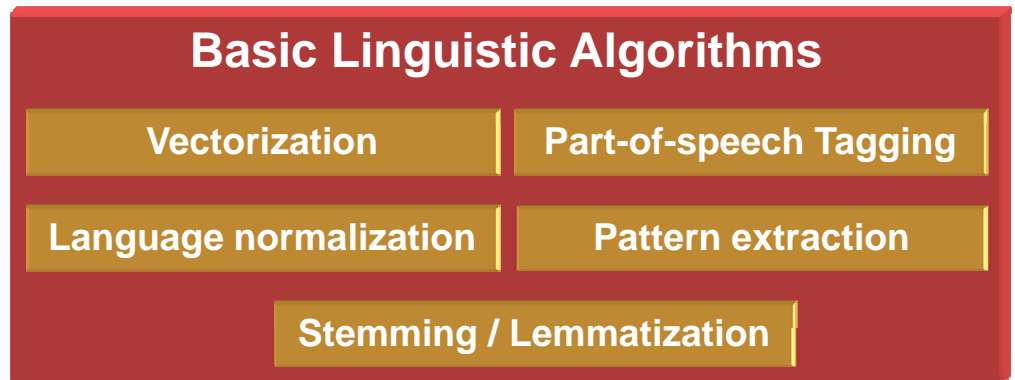 Basic Linguistic Algorithms
Vectorization
Part-of-speech Tagging
Language normalization
Pattern extraction
Stemming / Lemmatization